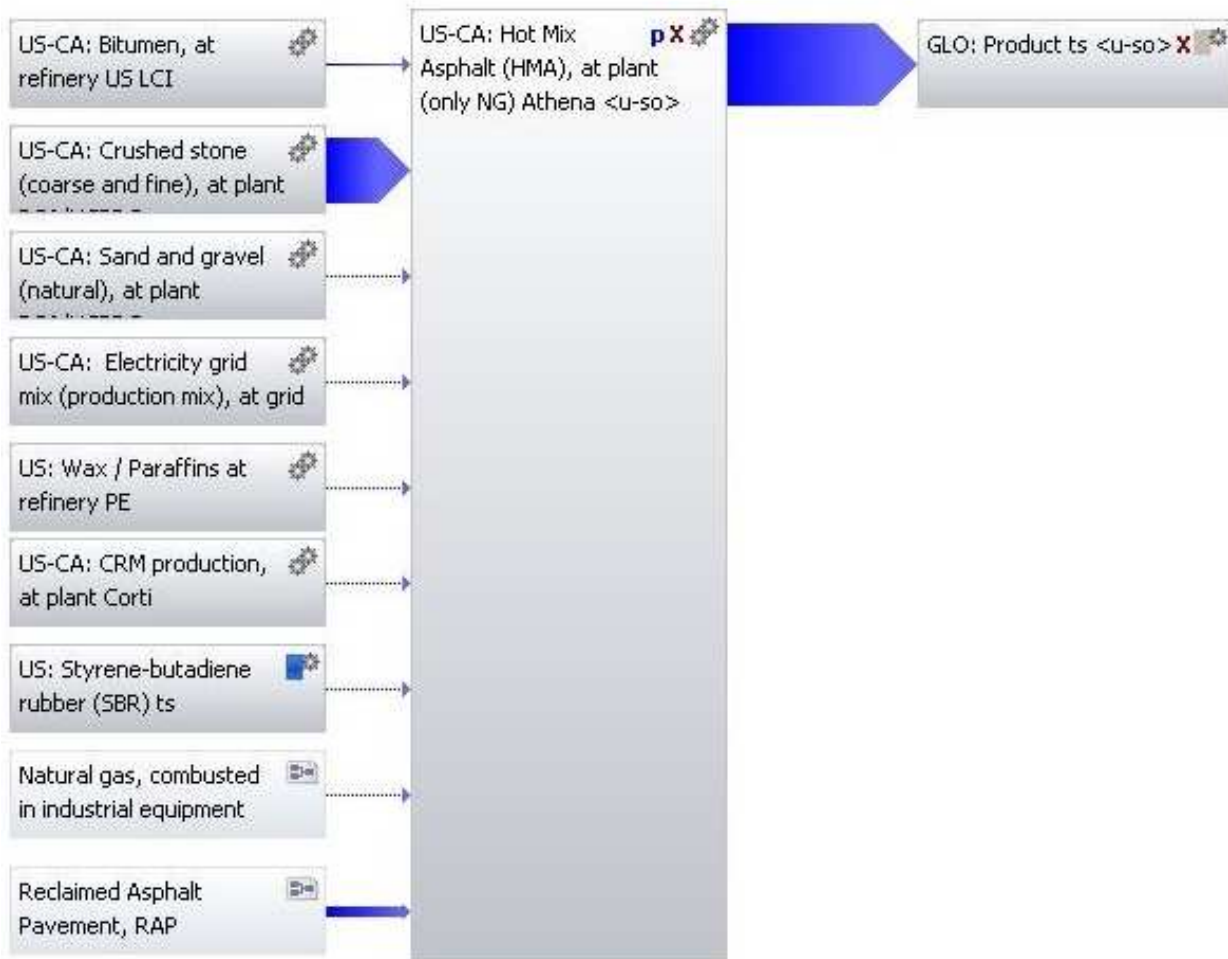 US-CA: Bitumen, at
refinery US LCI
US-CA: Crushed stone
(coarse and fine), at plant
US-CA: Sand and gravel
(natural), at plant
US-CA:  Electricity grid
mix (production mix), at grid
US: Wax / Paraffins at
refinery PE
US-CA: CRM production,
at plant Corti
US: Styrene-butadiene
rubber (SBR) ts
Natural gas, combusted
in industrial equipment
Reclaimed Asphalt
Pavement, RAP
US-CA: Hot Mix p X
Asphalt (HMA), at plant
(only NG) Athena <u-so>
GLO: Product ts <u-so> X